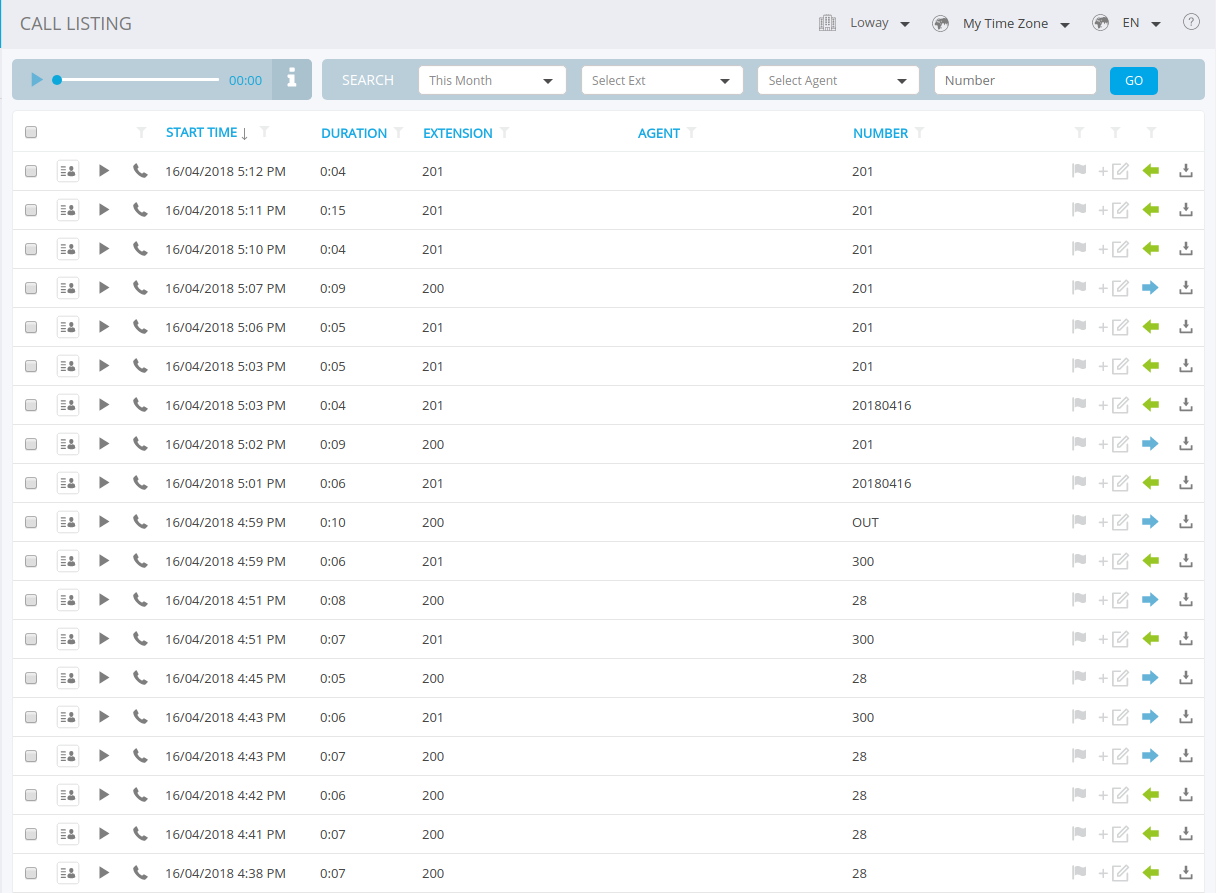 CALL LISTING Loway My Time Zone EN ?
00:00 i SEARCH This Month Select Ext Select Agent Number GO
START TIME ↓ DURATION EXTENSION AGENT NUMBER
16/04/2018 5:12 PM 0:04 201 201
16/04/2018 5:11 PM 0:15 201 201
16/04/2018 5:10 PM 0:04 201 201
16/04/2018 5:07 PM 0:09 200 201
16/04/2018 5:06 PM 0:05 201 201
16/04/2018 5:03 PM 0:05 201 201
16/04/2018 5:03 PM 0:04 201 20180416
16/04/2018 5:02 PM 0:09 200 201
16/04/2018 5:01 PM 0:06 201 20180416
16/04/2018 4:59 PM 0:10 200 OUT
16/04/2018 4:59 PM 0:06 201 300
16/04/2018 4:51 PM 0:08 200 28
16/04/2018 4:51 PM 0:07 201 300
16/04/2018 4:45 PM 0:05 200 28
16/04/2018 4:43 PM 0:06 201 300
16/04/2018 4:43 PM 0:07 200 28
16/04/2018 4:42 PM 0:06 200 28
16/04/2018 4:41 PM 0:07 200 28
16/04/2018 4:38 PM 0:07 200 28